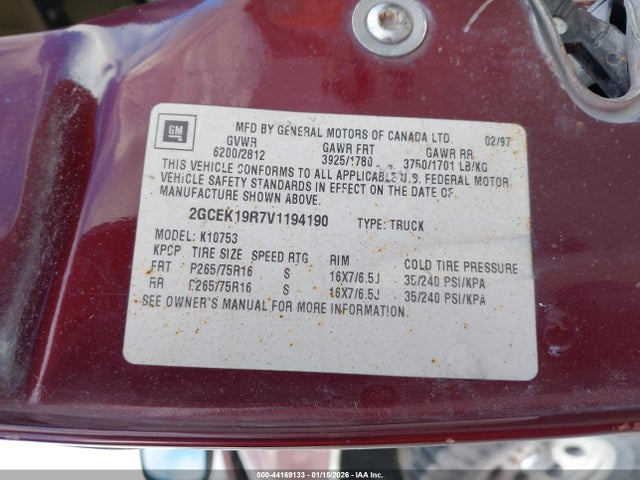 GM
MFD BY GENERAL MOTORS OF CANADA LTD. 02/97
GVWR GAWR FRT GAWR RR
6200/2812 3925/1780 3750/1701 LB/KG
THIS VEHICLE CONFORMS TO ALL APPLICABLE U.S. FEDERAL MOTOR
VEHICLE SAFETY STANDARDS IN EFFECT ON THE DATE OF
MANUFACTURE SHOWN ABOVE.
2GCEK19R7V1194190 TYPE: TRUCK
MODEL: K10753
KPCP TIRE SIZE SPEED RTG RIM COLD TIRE PRESSURE
FRT P265/75R16 S 16X7/6.5J 35/240 PSI/KPA
RR P265/75R16 S 16X7/6.5J 35/240 PSI/KPA
SEE OWNER'S MANUAL FOR MORE INFORMATION.
000-44169133 - 01/15/2026 - IAA Inc.